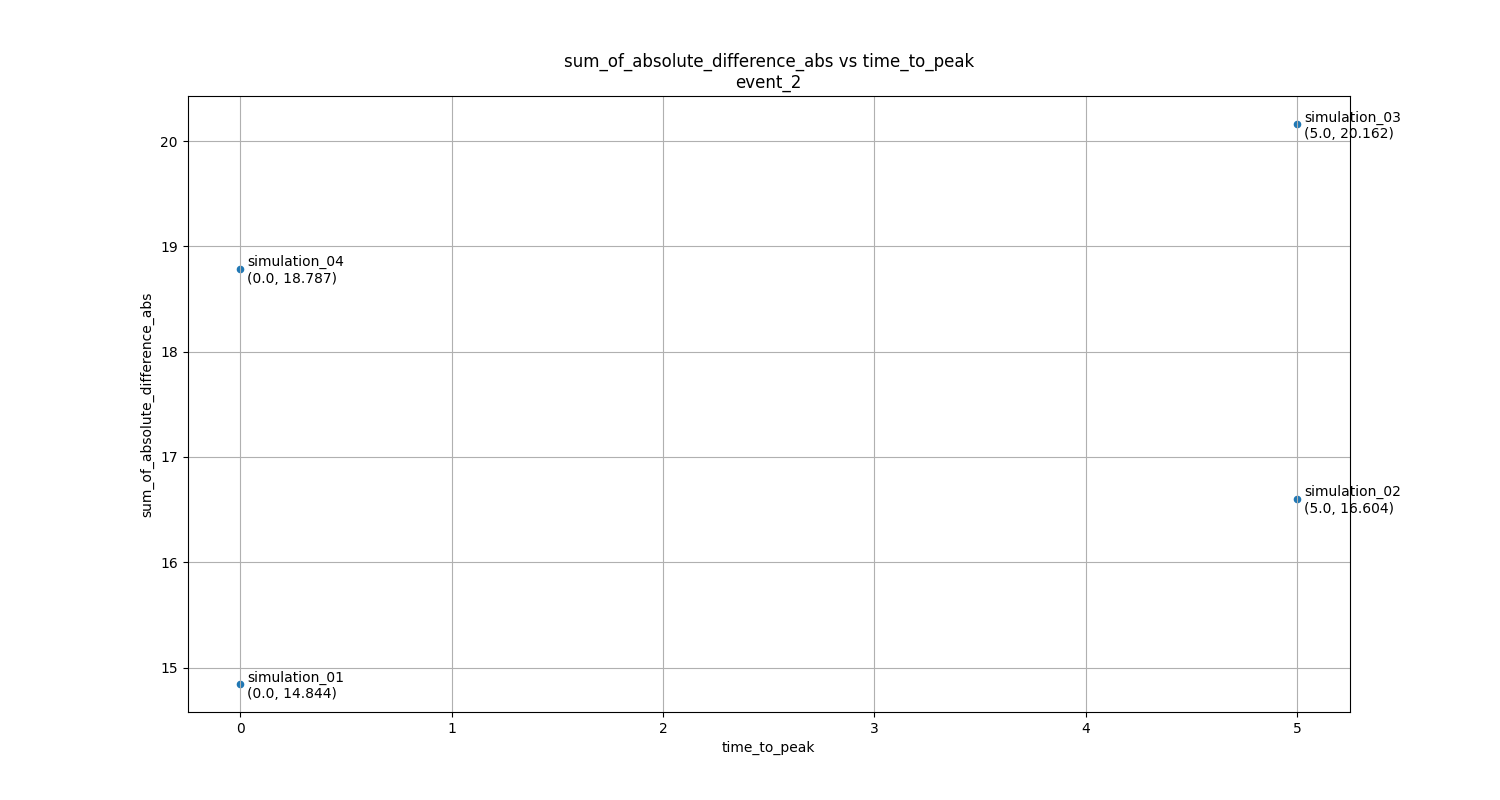 sum_of_absolute_difference_abs vs time_to_peak
event_2
sum_of_absolute_difference_abs
20
19
18
17
16
15
simulation_03
(5.0, 20.162)
simulation_04
(0.0, 18.787)
simulation_02
(5.0, 16.604)
simulation_01
(0.0, 14.844)
0 1 2 3 4 5
time_to_peak